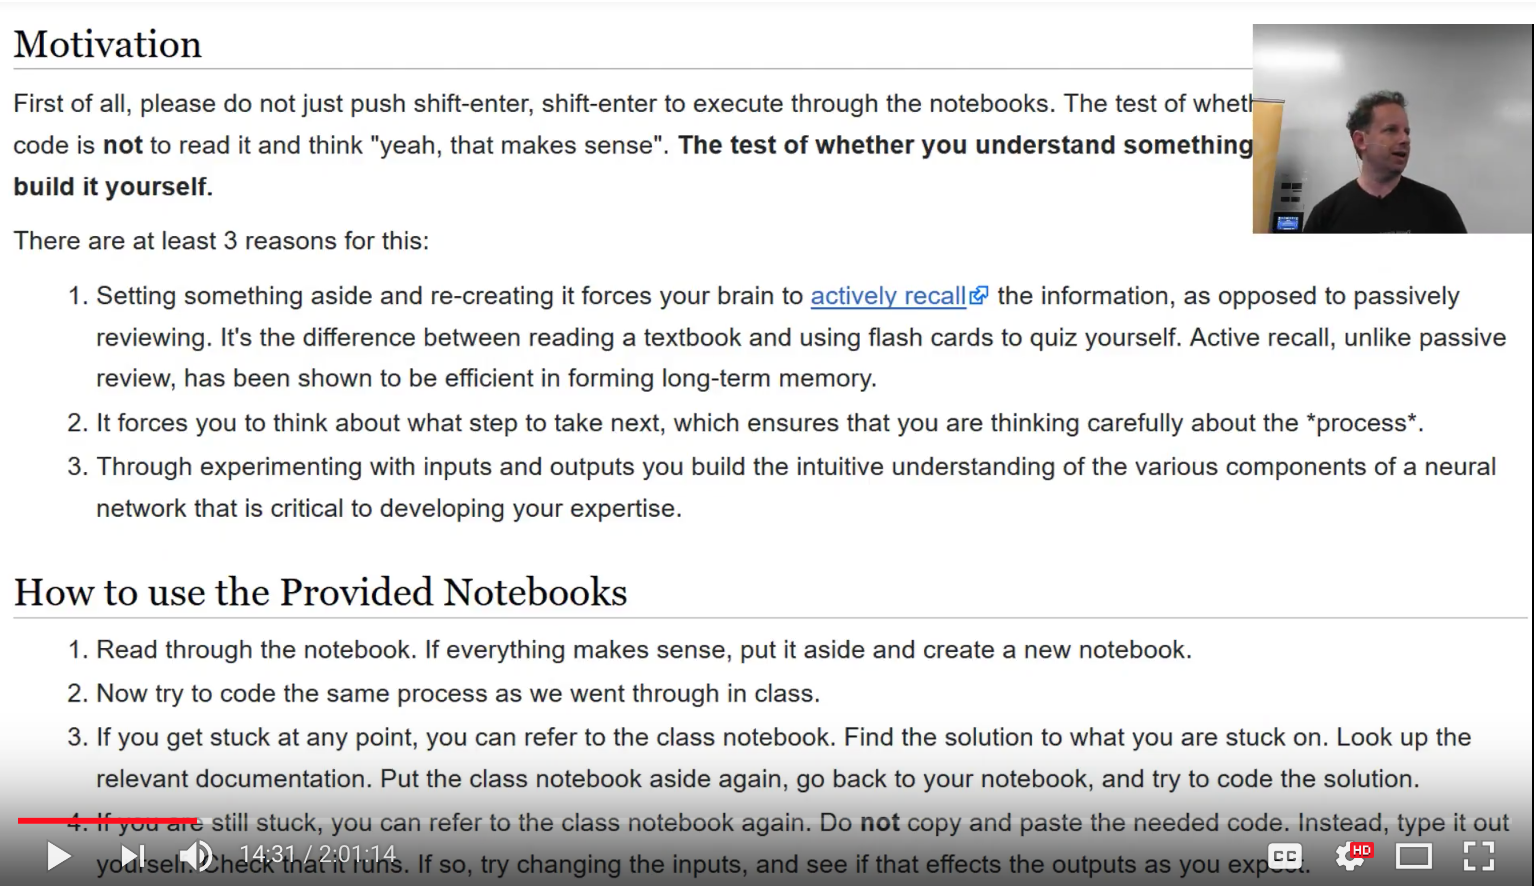 Motivation
First of all, please do not just push shift-enter, shift-enter to execute through the notebooks. The test of
code is not to read it and think "yeah, that makes sense". The test of whether you understand something
build it yourself.
There are at least 3 reasons for this:
1. Setting something aside and re-creating it forces your brain to actively recall the information, as opposed to passively
reviewing. It's the difference between reading a textbook and using flash cards to quiz yourself. Active recall, unlike passive
review, has been shown to be efficient in forming long-term memory.
2. It forces you to think about what step to take next, which ensures that you are thinking carefully about the *process*.
3. Through experimenting with inputs and outputs you build the intuitive understanding of the various components of a neural
network that is critical to developing your expertise.
How to use the Provided Notebooks
1. Read through the notebook. If everything makes sense, put it aside and create a new notebook.
2. Now try to code the same process as we went through in class.
3. If you get stuck at any point, you can refer to the class notebook. Find the solution to what you are stuck on. Look up the
relevant documentation. Put the class notebook aside again, go back to your notebook, and try to code the solution.
4. If you are still stuck, you can refer to the class notebook again. Do not copy and paste the needed code. Instead, type it out
yourself. Check that it runs. If so, try changing the inputs, and see if that effects the outputs as you expect.
14:31 / 2:01:14
CC
HD